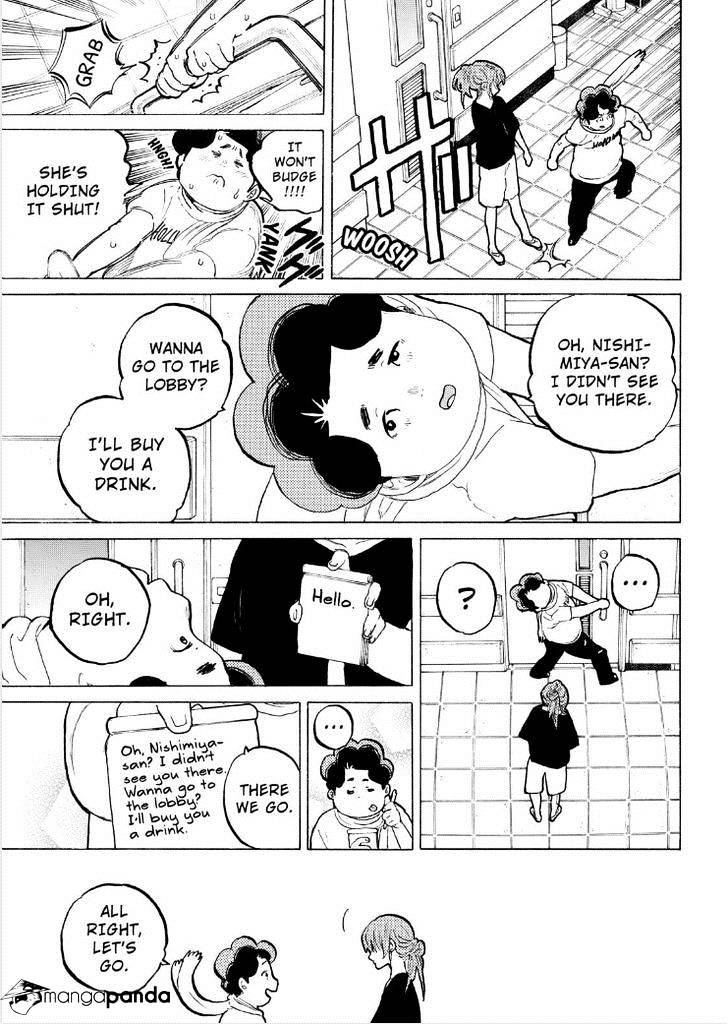 ザ
WOOSH
GRAB
IT
WON'T
BUDGE
!!!!
HNGH!
YANK
SHE'S
HOLDING
IT SHUT!
OH, NISHI-
MIYA-SAN?
I DIDN'T SEE
YOU THERE.
WANNA
GO TO THE
LOBBY?
I'LL BUY
YOU A
DRINK.
...
?
Hello.
OH,
RIGHT.
...
THERE
WE GO.
Oh, Nishimiya-
san? I didn't
see you there.
Wanna go to
the lobby?
I'll buy you
a drink.
ALL
RIGHT,
LET'S
GO.
mangapanda